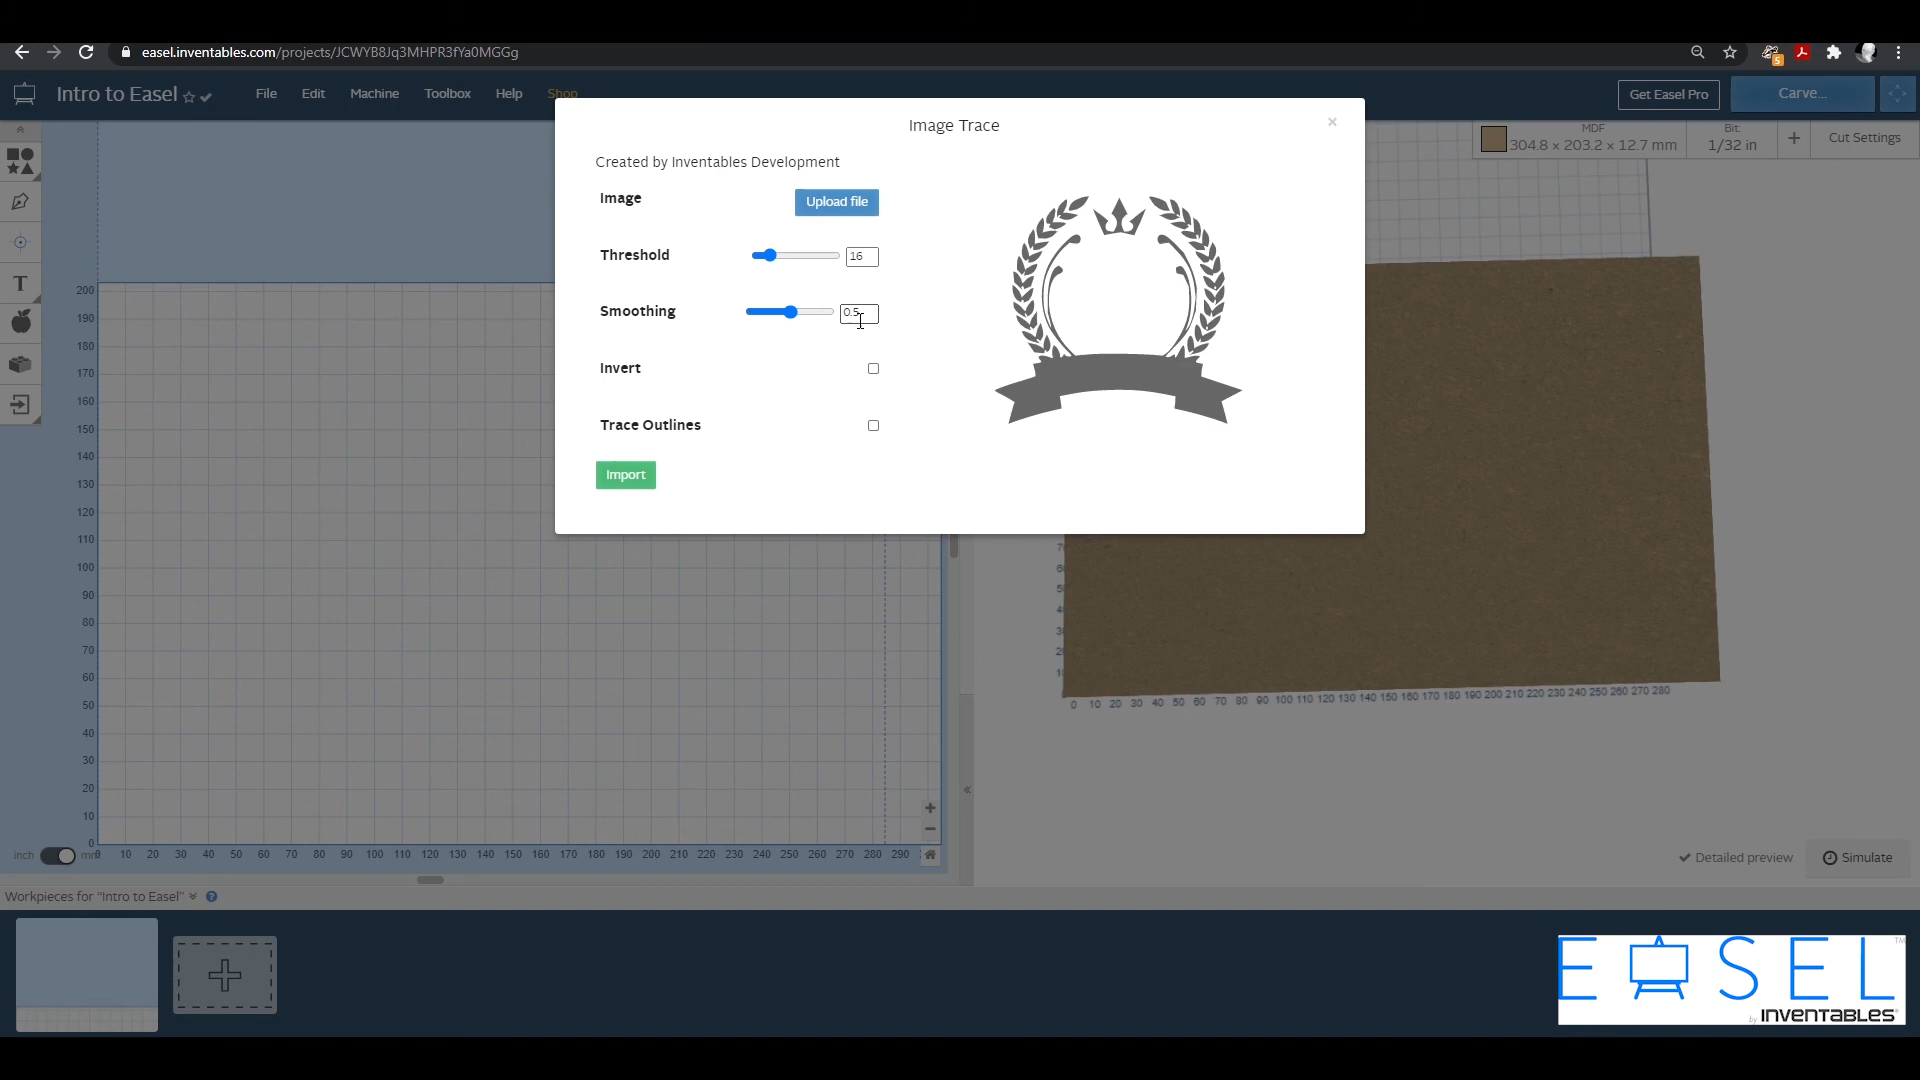 easel.inventables.com/projects/JCWYB8Jq3MHPR3fYa0MGGg
5
Intro to Easel
File Edit Machine Toolbox Help Shop
Get Easel Pro
Carve...
Image Trace
×
Created by Inventables Development
Image
Upload file
Threshold
16
Smoothing
0.5
Invert
Trace Outlines
Import
MDF
304.8 × 203.2 × 12.7 mm
Bit:
1/32 in
+
Cut Settings
T
200
190
180
170
160
150
140
130
120
110
100
90
80
70
60
50
40
30
20
10
0
inch mm
0 10 20 30 40 50 60 70 80 90 100 110 120 130 140 150 160 170 180 190 200 210 220 230 240 250 260 270 280 290
0 10 20 30 40 50 60 70 80 90 100 110 120 130 140 150 160 170 180 190 200 210 220 230 240 250 260 270 280
Detailed preview
Simulate
Workpieces for "Intro to Easel"
?
E SEL
TM
by INVENTABLES